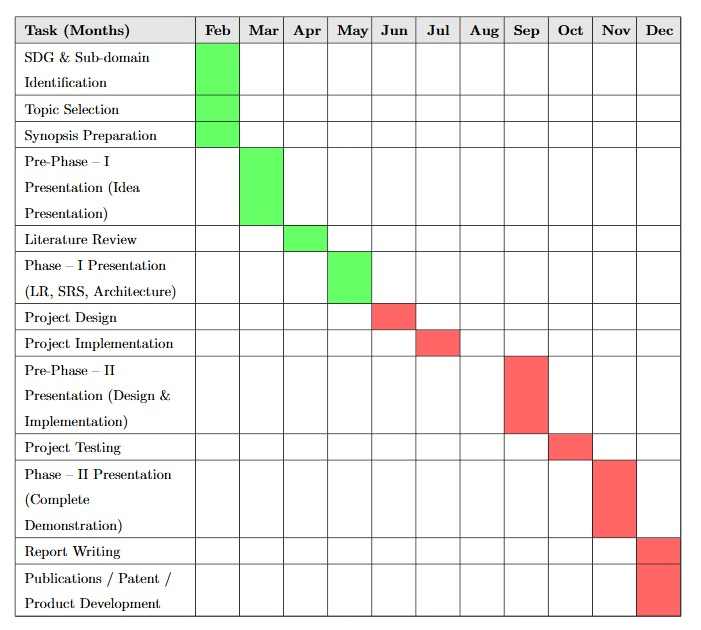 Task (Months) Feb Mar Apr May Jun Jul Aug Sep Oct Nov Dec
SDG & Sub-domain
Identification
Topic Selection
Synopsis Preparation
Pre-Phase – I
Presentation (Idea
Presentation)
Literature Review
Phase – I Presentation
(LR, SRS, Architecture)
Project Design
Project Implementation
Pre-Phase – II
Presentation (Design &
Implementation)
Project Testing
Phase – II Presentation
(Complete
Demonstration)
Report Writing
Publications / Patent /
Product Development